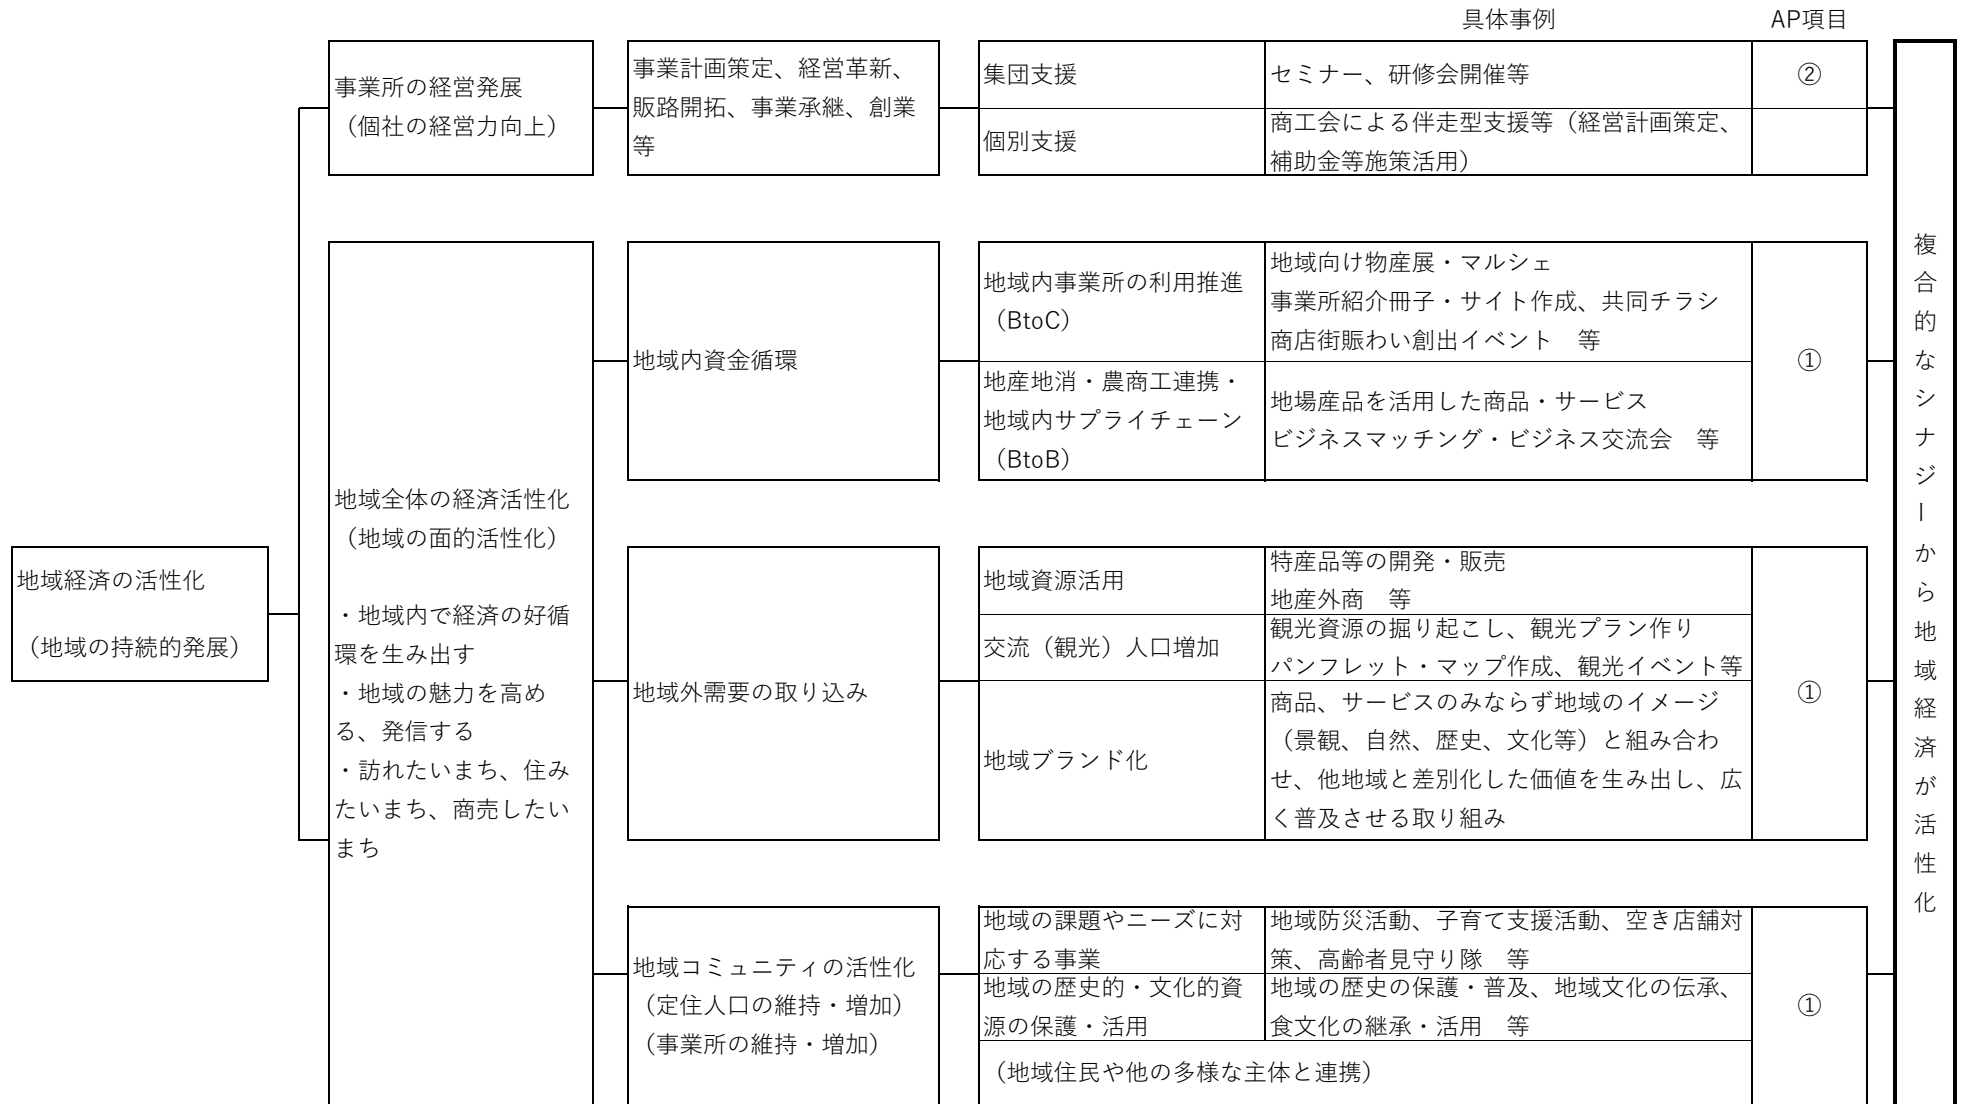 具体事例
AP項目
事業所の経営発展
（個社の経営力向上）
事業計画策定、経営革新、
販路開拓、事業承継、創業
等
集団支援
セミナー、研修会開催等
②
個別支援
商工会による伴走型支援等（経営計画策定、
補助金等施策活用）
地域経済の活性化
（地域の持続的発展）
地域全体の経済活性化
（地域の面的活性化）
・地域内で経済の好循
環を生み出す
・地域の魅力を高め
る、発信する
・訪れたいまち、住み
たいまち、商売したい
まち
地域内資金循環
地域内事業所の利用推進
（BtoC）
地域向け物産展・マルシェ
事業所紹介冊子・サイト作成、共同チラシ
商店街賑わい創出イベント　等
①
地産地消・農商工連携・
地域内サプライチェーン
（BtoB）
地場産品を活用した商品・サービス
ビジネスマッチング・ビジネス交流会　等
地域外需要の取り込み
地域資源活用
特産品等の開発・販売
地産外商　等
①
交流（観光）人口増加
観光資源の掘り起こし、観光プラン作り
パンフレット・マップ作成、観光イベント等
地域ブランド化
商品、サービスのみならず地域のイメージ
（景観、自然、歴史、文化等）と組み合わ
せ、他地域と差別化した価値を生み出し、広
く普及させる取り組み
地域コミュニティの活性化
（定住人口の維持・増加）
（事業所の維持・増加）
地域の課題やニーズに対
応する事業
地域防災活動、子育て支援活動、空き店舗対
策、高齢者見守り隊　等
①
地域の歴史的・文化的資
源の保護・活用
地域の歴史の保護・普及、地域文化の伝承、
食文化の継承・活用　等
（地域住民や他の多様な主体と連携）
複合的なシナジーから地域経済が活性化